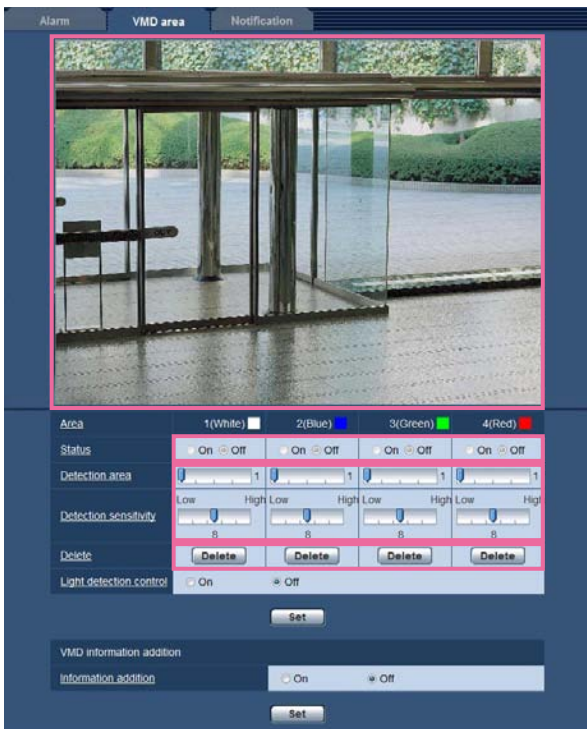 Alarm VMD area Notification
Area 1(White) 2(Blue) 3(Green) 4(Red)
Status On Off On Off On Off On Off
Detection area 1 1 1 1
Low High Low High Low High Low High
Detection sensitivity
8 8 8 8
Delete Delete Delete Delete Delete
Light detection control On Off
Set
VMD information addition
Information addition On Off
Set